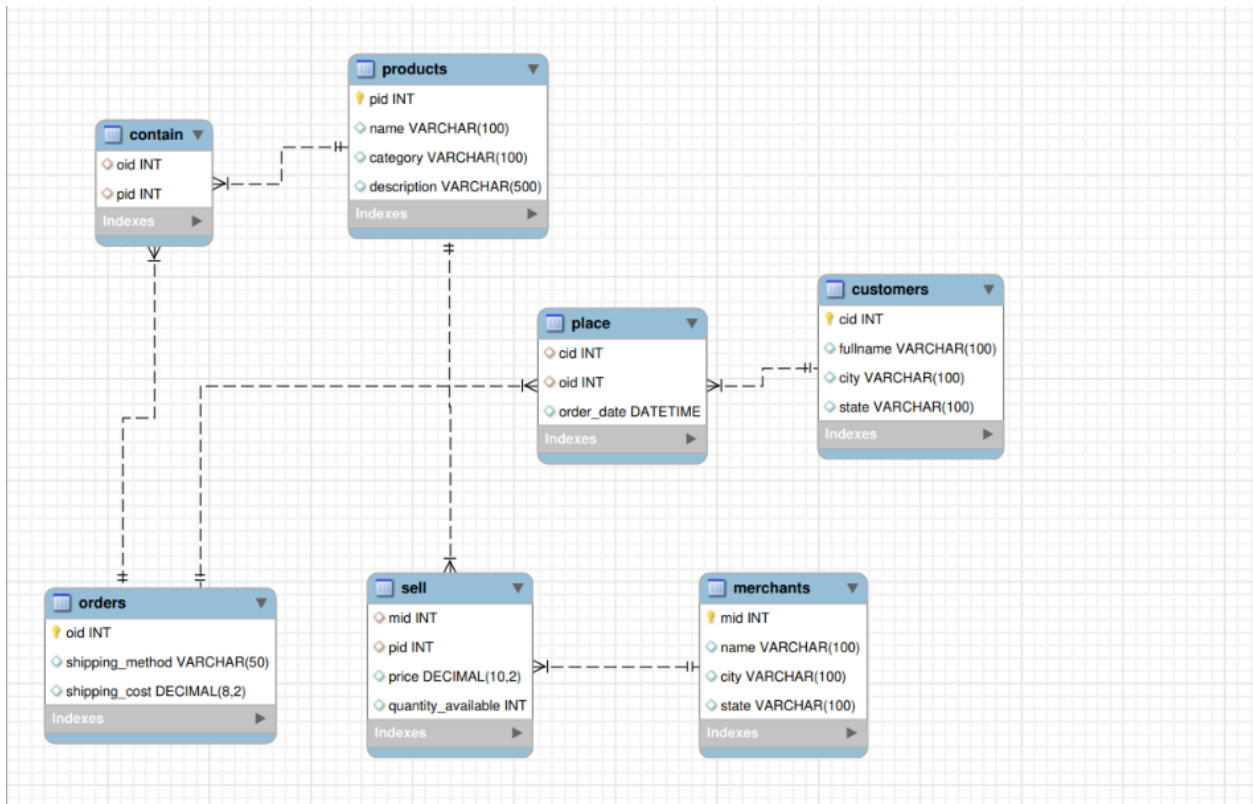 products
pid INT
name VARCHAR(100)
category VARCHAR(100)
description VARCHAR(500)
Indexes
contain
oid INT
pid INT
Indexes
customers
cid INT
fullname VARCHAR(100)
city VARCHAR(100)
state VARCHAR(100)
Indexes
place
cid INT
oid INT
order_date DATETIME
Indexes
orders
oid INT
shipping_method VARCHAR(50)
shipping_cost DECIMAL(8,2)
Indexes
sell
mid INT
pid INT
price DECIMAL(10,2)
quantity_available INT
Indexes
merchants
mid INT
name VARCHAR(100)
city VARCHAR(100)
state VARCHAR(100)
Indexes